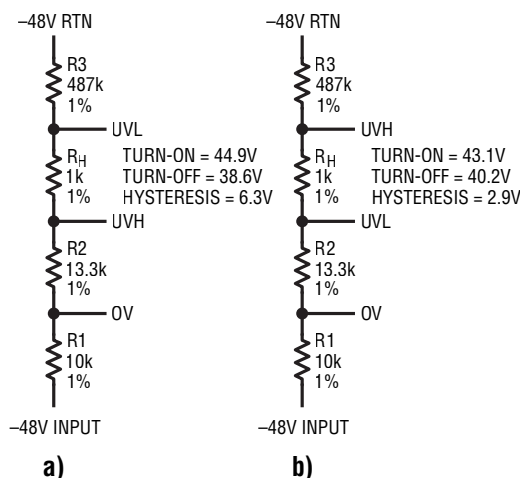 –48V RTN
R3
487k
1%
UVL
RH
1k
1%
TURN-ON = 44.9V
TURN-OFF = 38.6V
HYSTERESIS = 6.3V
UVH
R2
13.3k
1%
OV
R1
10k
1%
–48V INPUT
a)
–48V RTN
R3
487k
1%
UVH
RH
1k
1%
TURN-ON = 43.1V
TURN-OFF = 40.2V
HYSTERESIS = 2.9V
UVL
R2
13.3k
1%
OV
R1
10k
1%
–48V INPUT
b)